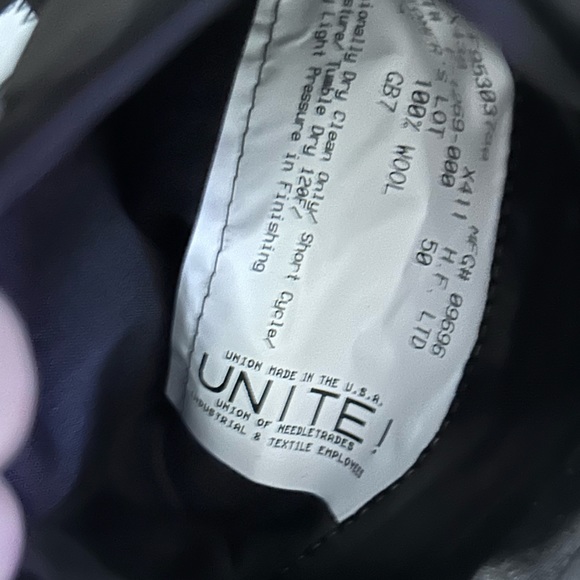 X411 MFG# 09696
-000 H.F. LTD
S LOT 50
100% WOOL
GB7
Dry Clean Only/ Short Cycle/
Tumble Dry 120F/
Light Pressure in Finishing
UNION MADE IN THE U.S.A.
UNITE!
UNION OF NEEDLETRADES
INDUSTRIAL & TEXTILE EMPLOYEES